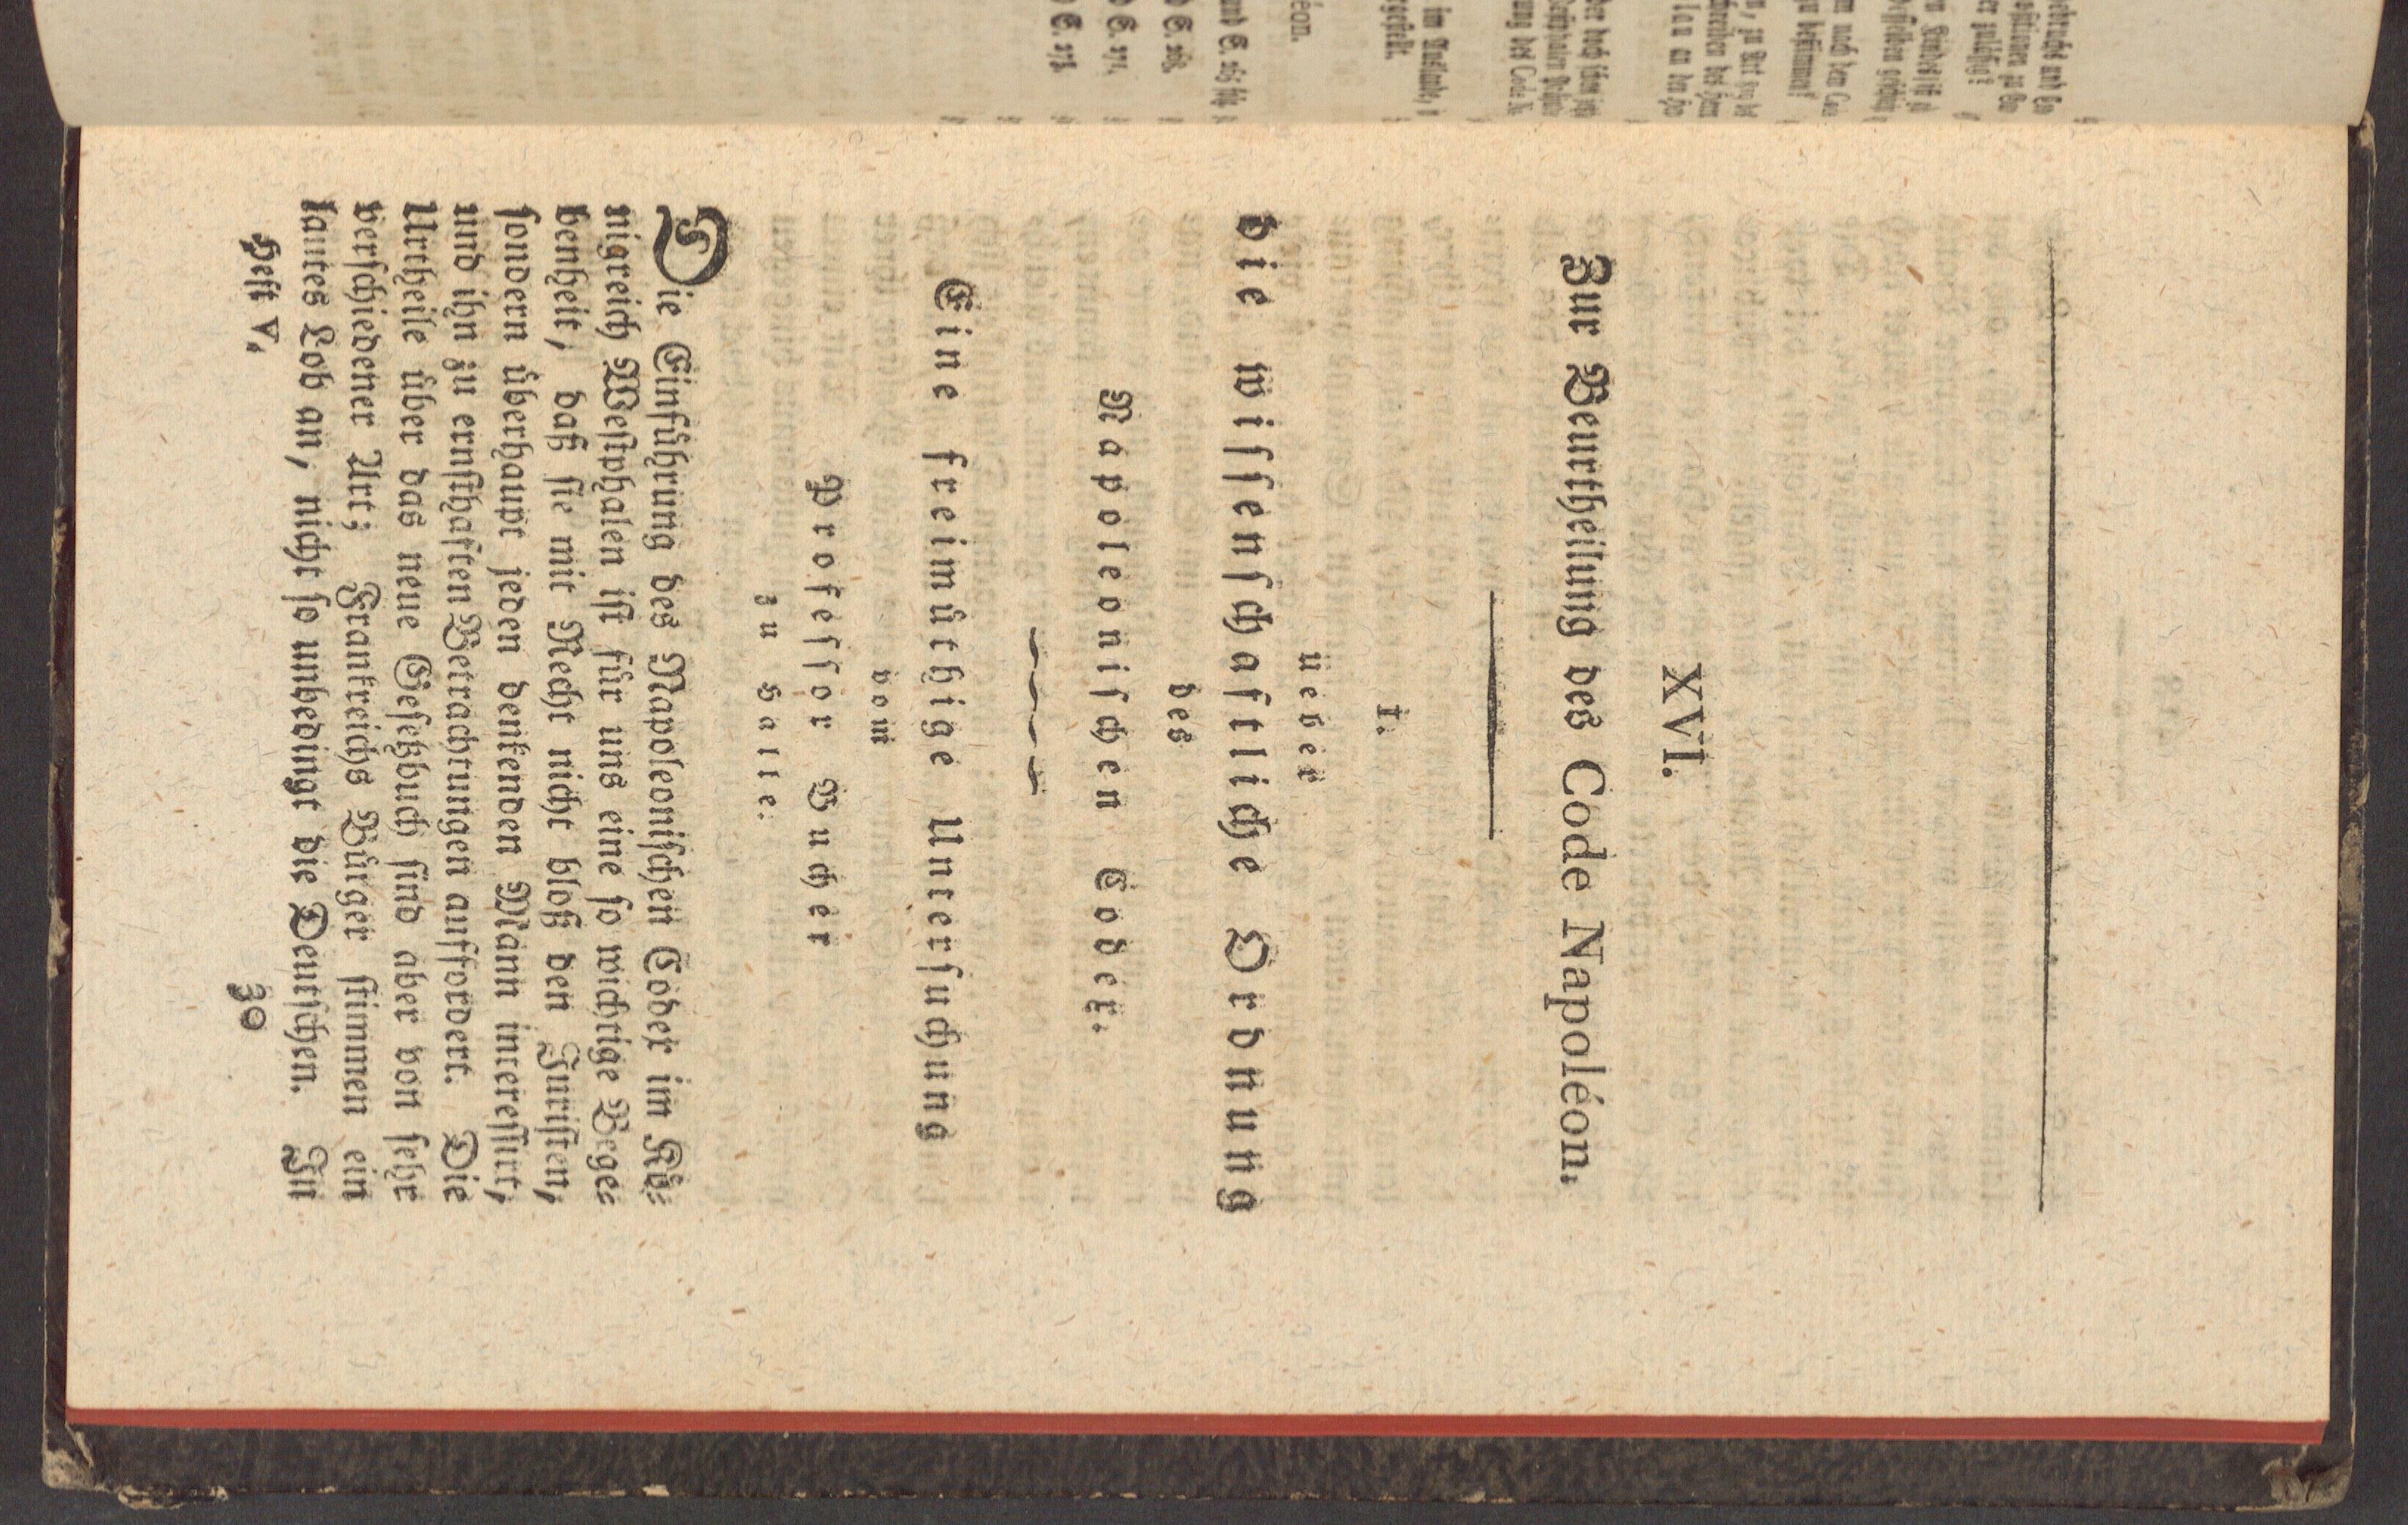 XVI.
Zur Beurtheilung des Code Napoléon.
I.
Ueber
die wissenschaftliche Ordnung
des
Napoleonischen Codex.
Eine freimüthige Untersuchung
vom
Professor Bucher
zu Halle.
Die Einführung des Napoleonischen Codex im Kö-
nigreich Westphalen ist für uns eine so wichtige Bege-
benheit, daß sie mit Recht nicht bloß den Juristen,
sondern überhaupt jeden denkenden Mann interessirt,
und ihn zu ernsthaften Betrachtungen auffordert. Die
Urtheile über das neue Gesetzbuch sind aber von sehr
verschiedener Art; Frankreichs Bürger stimmen ein
lautes Lob an, nicht so unbedingt die Deutschen. In
Heft V. 30